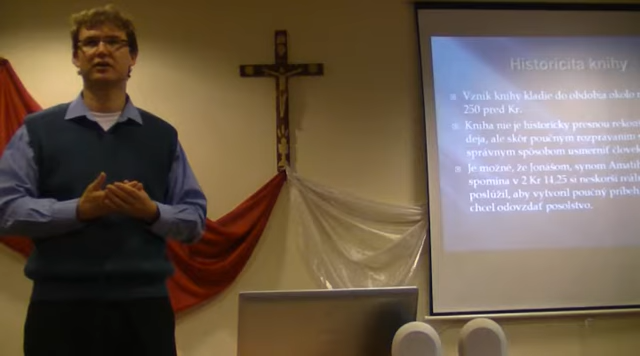 Historicita knihy
Vznik knihy kladie do obdobia okolo
250 pred Kr.
Kniha nie je historicky presnou
deja, ale skôr poučným rozprávaním
správnym spôsobom usmerniť
Je možné, že Jonášom, synom
spomína v 2 Kr 14,25 si neskorší
poslúžil, aby vytvoril poučný príbeh
chcel odovzdať posolstvo.